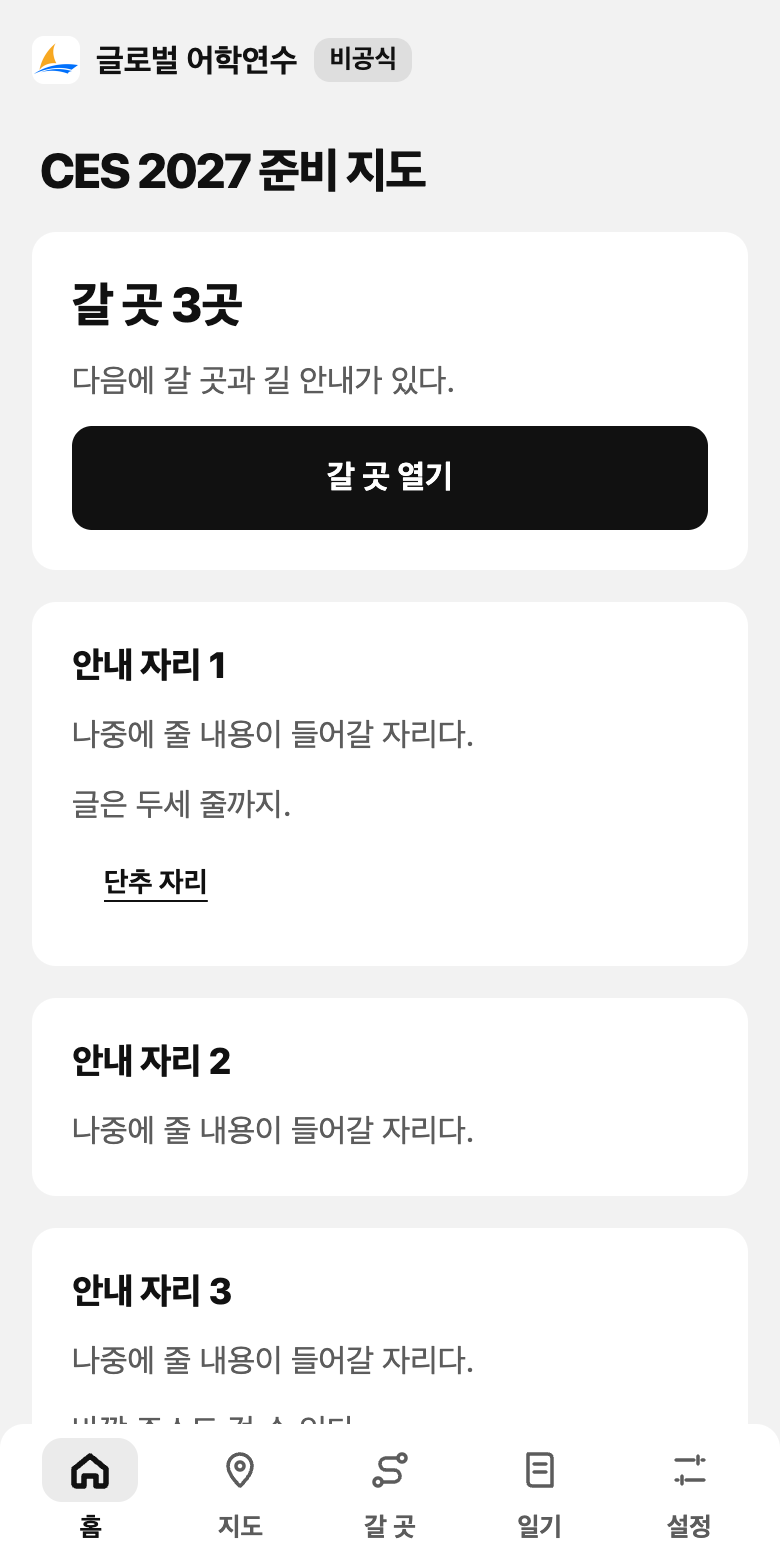 글로벌 어학연수 비공식
CES 2027 준비 지도
갈 곳 3곳
다음에 갈 곳과 길 안내가 있다.
갈 곳 열기
안내 자리 1
나중에 줄 내용이 들어갈 자리다.
글은 두세 줄까지.
단추 자리
안내 자리 2
나중에 줄 내용이 들어갈 자리다.
안내 자리 3
나중에 줄 내용이 들어갈 자리다.
홈 지도 갈 곳 일기 설정